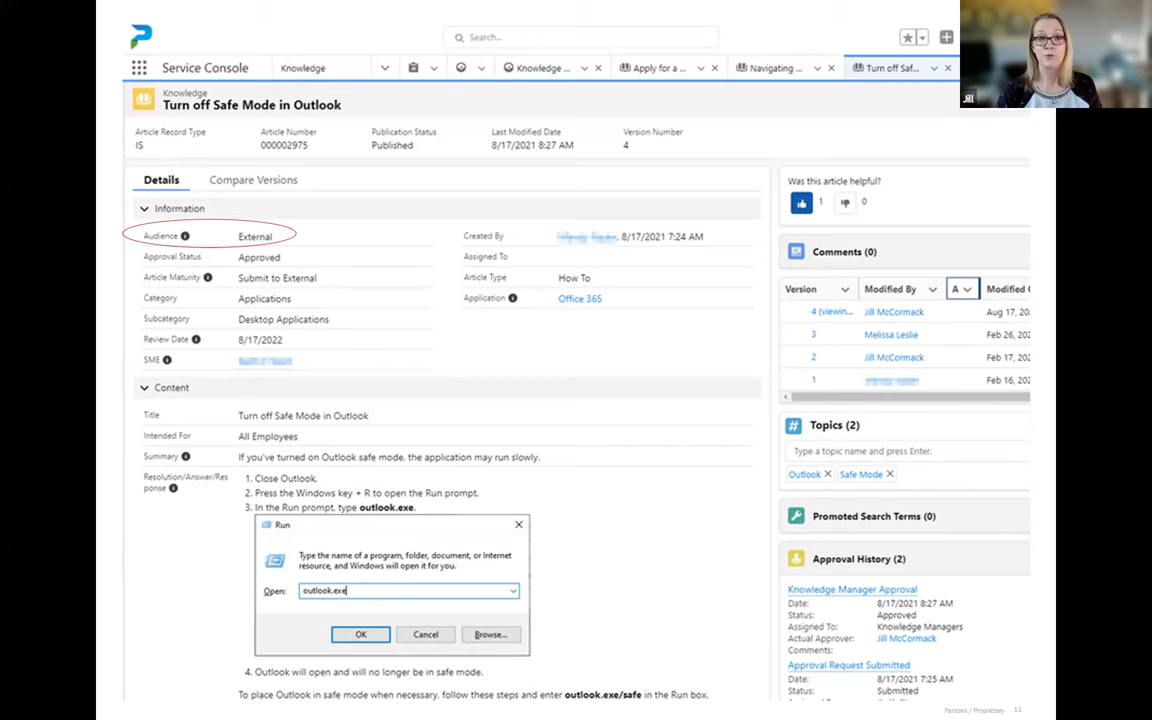 Search...
Service Console
Knowledge
Knowledge ...
Apply for a ...
Navigating ...
Turn off Saf...
Jill
Knowledge
Turn off Safe Mode in Outlook
Article Record Type
IS
Article Number
000002975
Publication Status
Published
Last Modified Date
8/17/2021 8:27 AM
Version Number
4
Details
Compare Versions
Information
Audience External
Approval Status Approved
Article Maturity Submit to External
Category Applications
Subcategory Desktop Applications
Review Date 8/17/2022
SME
Created By , 8/17/2021 7:24 AM
Assigned To
Article Type How To
Application Office 365
Content
Title Turn off Safe Mode in Outlook
Intended For All Employees
Summary If you've turned on Outlook safe mode, the application may run slowly.
Resolution/Answer/Res
ponse
1. Close Outlook.
2. Press the Windows key + R to open the Run prompt.
3. In the Run prompt, type outlook.exe.
Run
Type the name of a program, folder, document, or Internet
resource, and Windows will open it for you.
Open: outlook.exe
OK Cancel Browse...
4. Outlook will open and will no longer be in safe mode.
To place Outlook in safe mode when necessary, follow these steps and enter outlook.exe/safe in the Run box.
Was this article helpful?
1 0
Comments (0)
Version Modified By A Modified
4 (viewin... Jill McCormack Aug 17, 202
3 Melissa Leslie Feb 26, 202
2 Jill McCormack Feb 17, 202
1 Feb 16, 202
Topics (2)
Type a topic name and press Enter.
Outlook Safe Mode
Promoted Search Terms (0)
Approval History (2)
Knowledge Manager Approval
Date: 8/17/2021 8:27 AM
Status: Approved
Assigned To: Knowledge Managers
Actual Approver: Jill McCormack
Comments:
Approval Request Submitted
Date: 8/17/2021 7:25 AM
Status: Submitted
Parsons / Proprietary 11